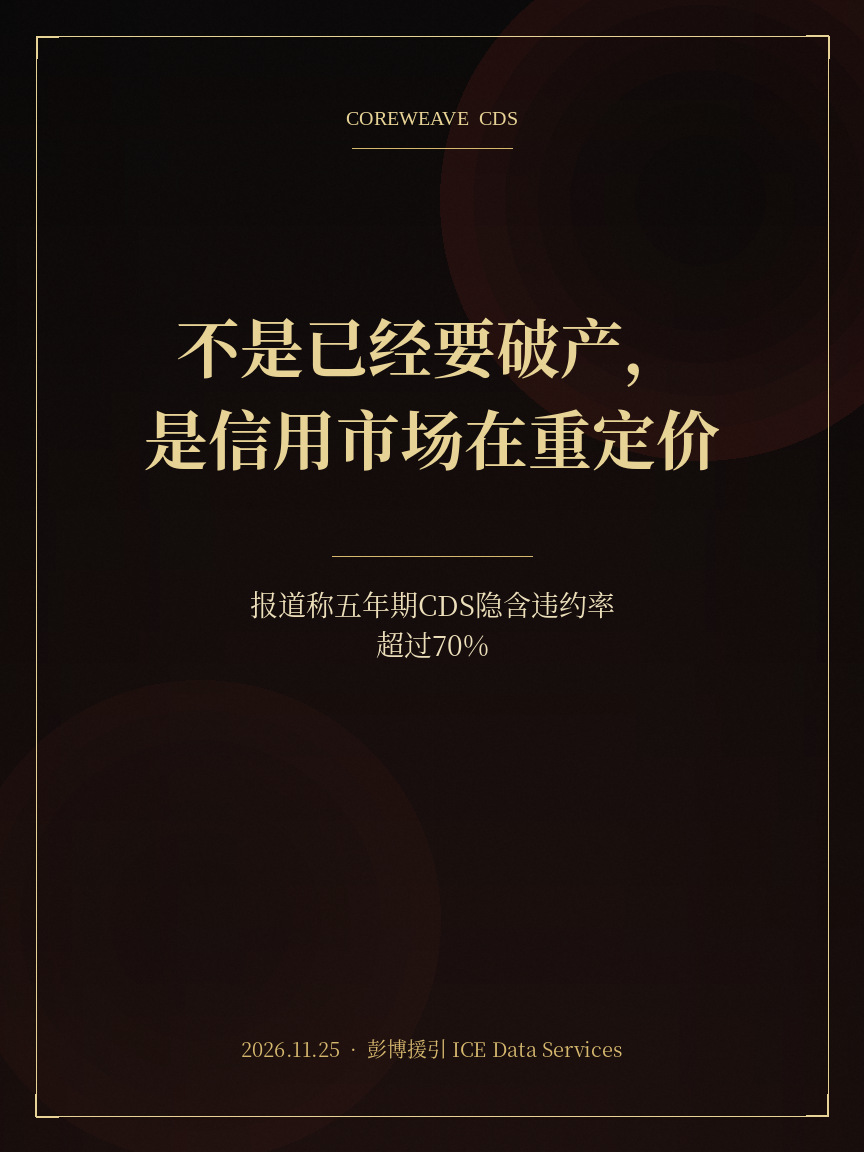 COREWEAVE CDS
不是已经要破产，
是信用市场在重定价
报道称五年期CDS隐含违约率
超过70%
2026.11.25 · 彭博援引 ICE Data Services